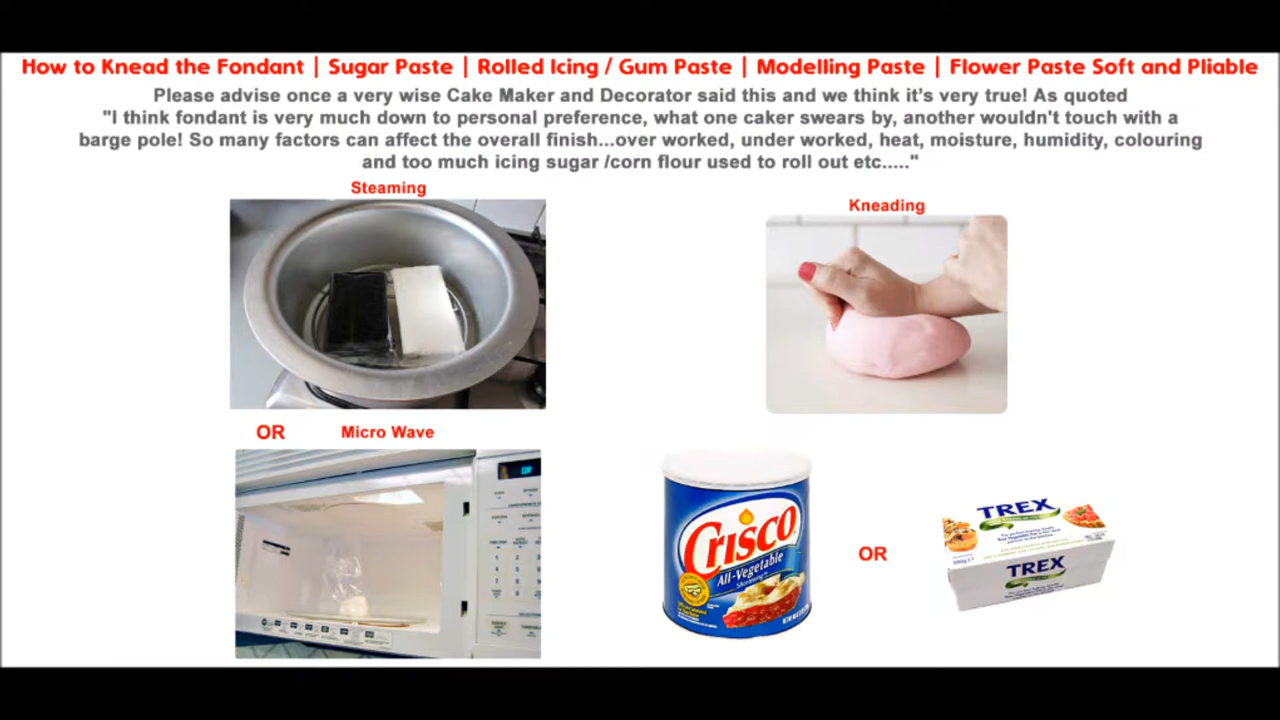 How to Knead the Fondant | Sugar Paste | Rolled Icing / Gum Paste | Modelling Paste | Flower Paste Soft and Pliable
Please advise once a very wise Cake Maker and Decorator said this and we think it's very true! As quoted
"I think fondant is very much down to personal preference, what one caker swears by, another wouldn't touch with a
barge pole! So many factors can affect the overall finish...over worked, under worked, heat, moisture, humidity, colouring
and too much icing sugar /corn flour used to roll out etc....."
Steaming
Kneading
OR
Micro Wave
Crisco
All-Vegetable
Shortening
OR
TREX
TREX